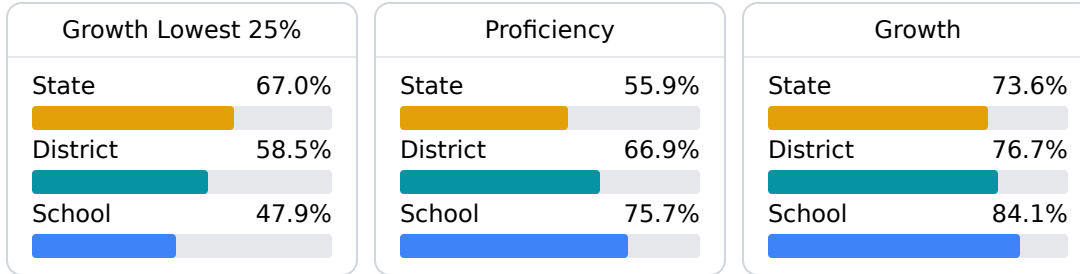 Growth Lowest 25%
State 67.0%
District 58.5%
School 47.9%
Proficiency
State 55.9%
District 66.9%
School 75.7%
Growth
State 73.6%
District 76.7%
School 84.1%